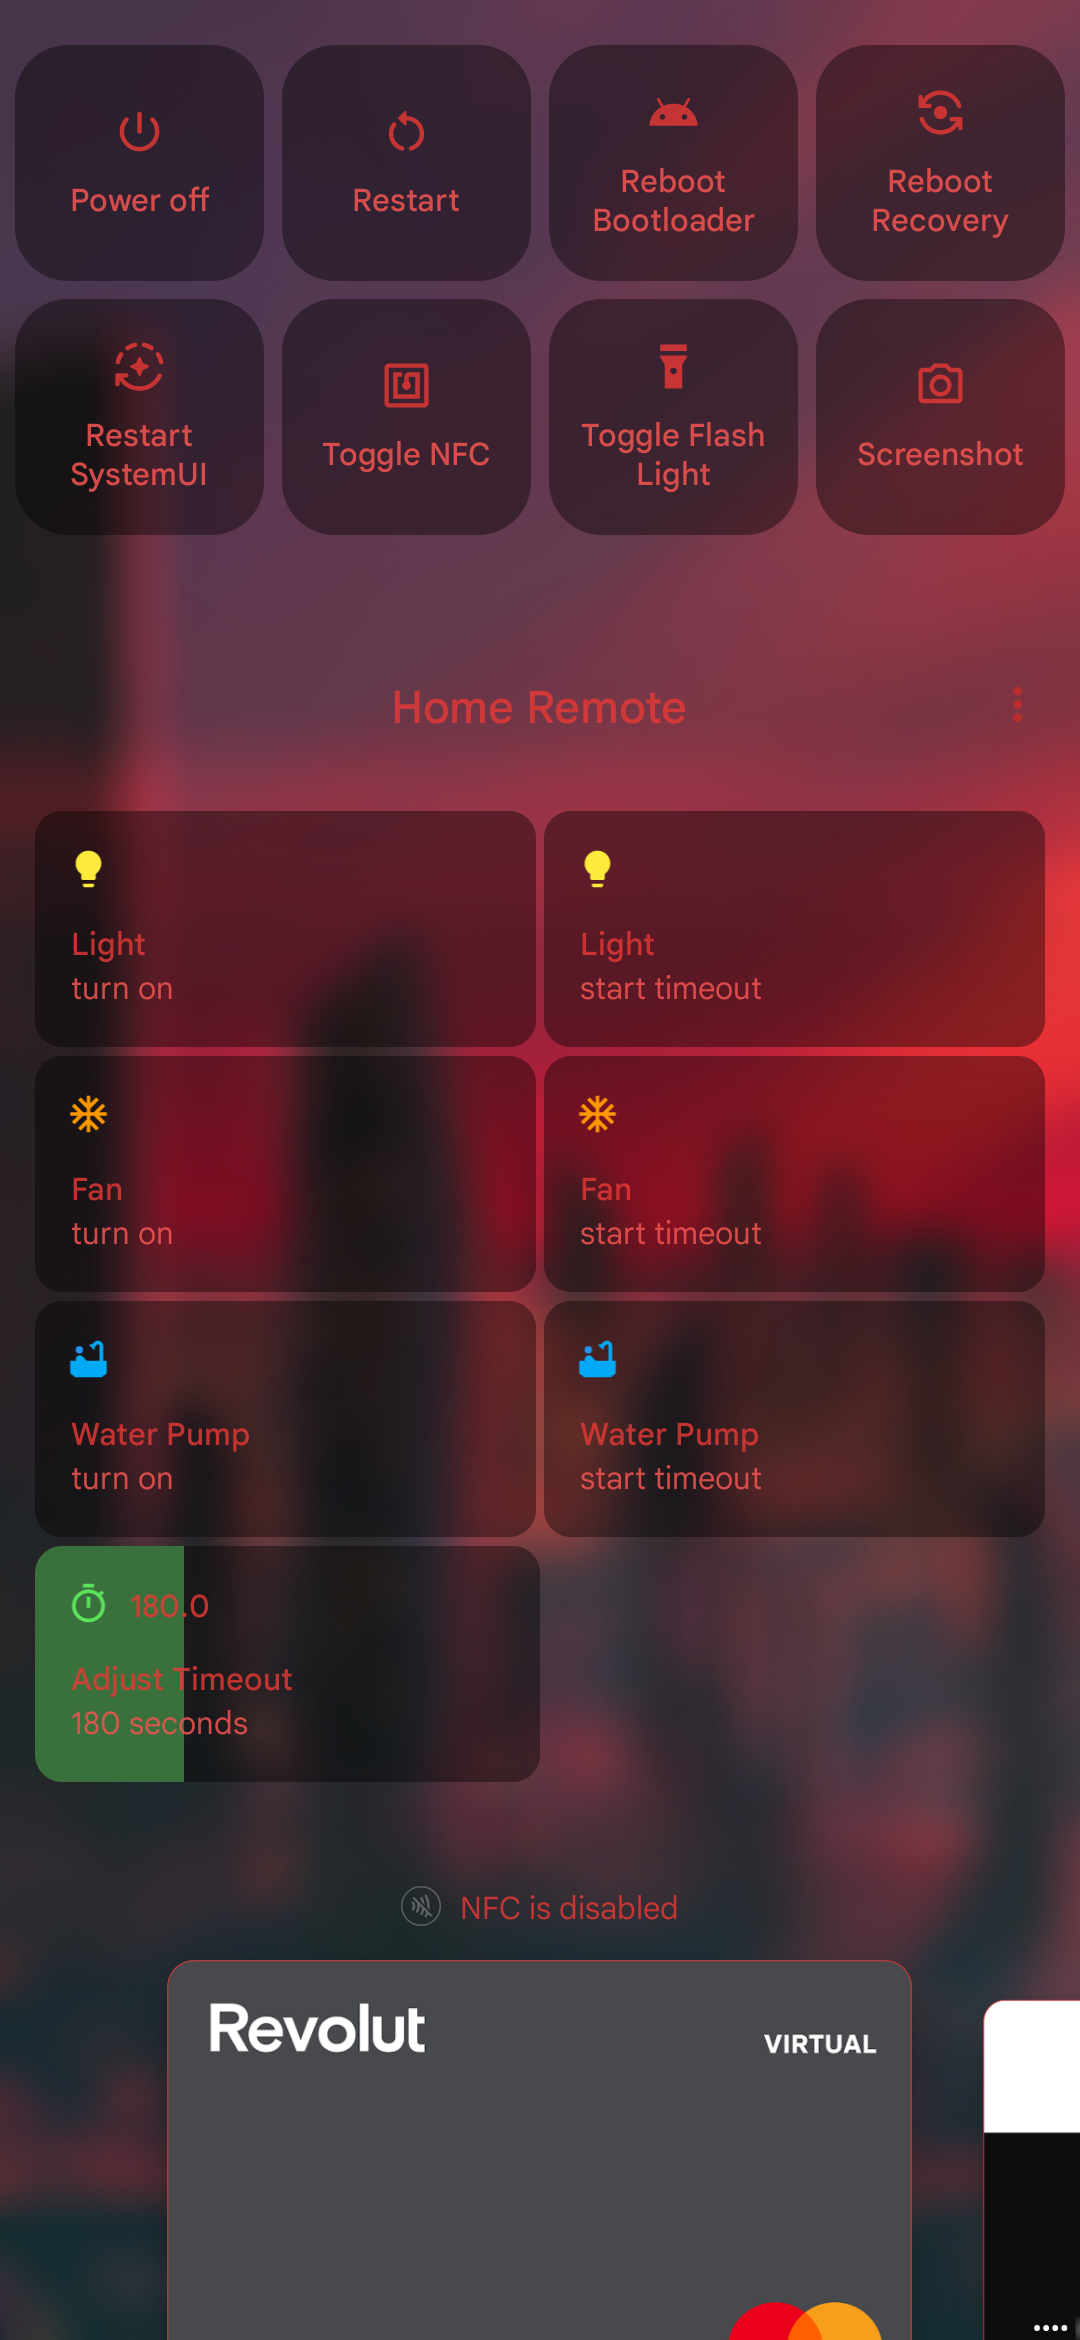 Power off
Restart
Reboot
Bootloader
Reboot
Recovery
Restart
SystemUI
Toggle NFC
Toggle Flash
Light
Screenshot
Home Remote
Light
turn on
Light
start timeout
Fan
turn on
Fan
start timeout
Water Pump
turn on
Water Pump
start timeout
180.0
Adjust Timeout
180 seconds
NFC is disabled
Revolut
VIRTUAL